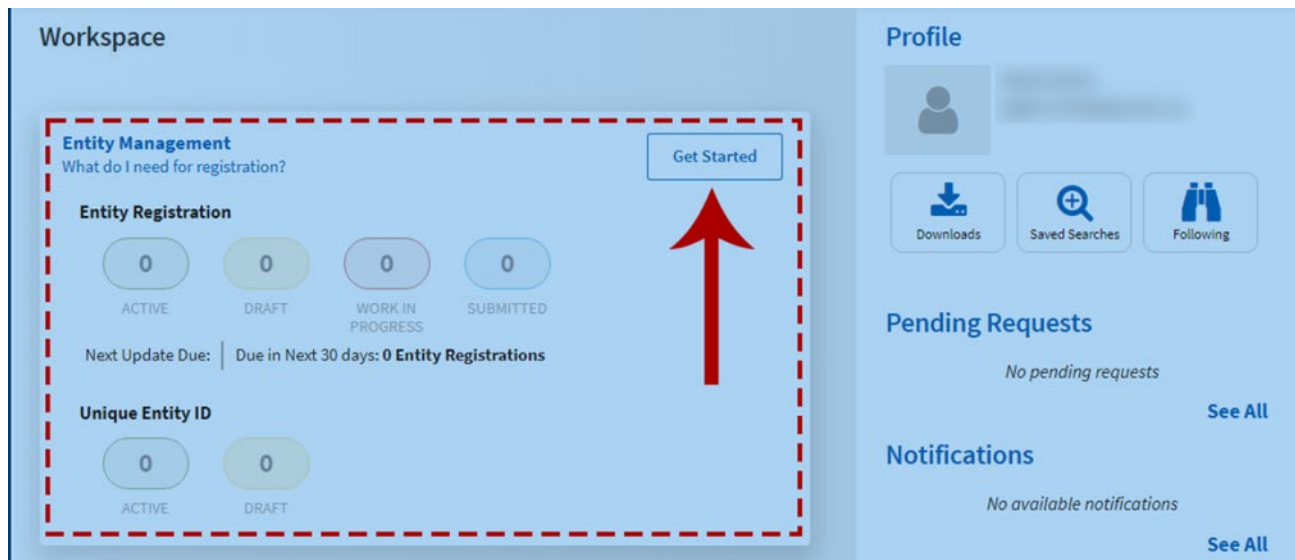 Workspace
Entity Management
What do I need for registration?
Get Started
Entity Registration
0 0 0 0
ACTIVE DRAFT WORK IN PROGRESS SUBMITTED
Next Update Due: Due in Next 30 days: 0 Entity Registrations
Unique Entity ID
0 0
ACTIVE DRAFT
Profile
Downloads Saved Searches Following
Pending Requests
No pending requests
See All
Notifications
No available notifications
See All